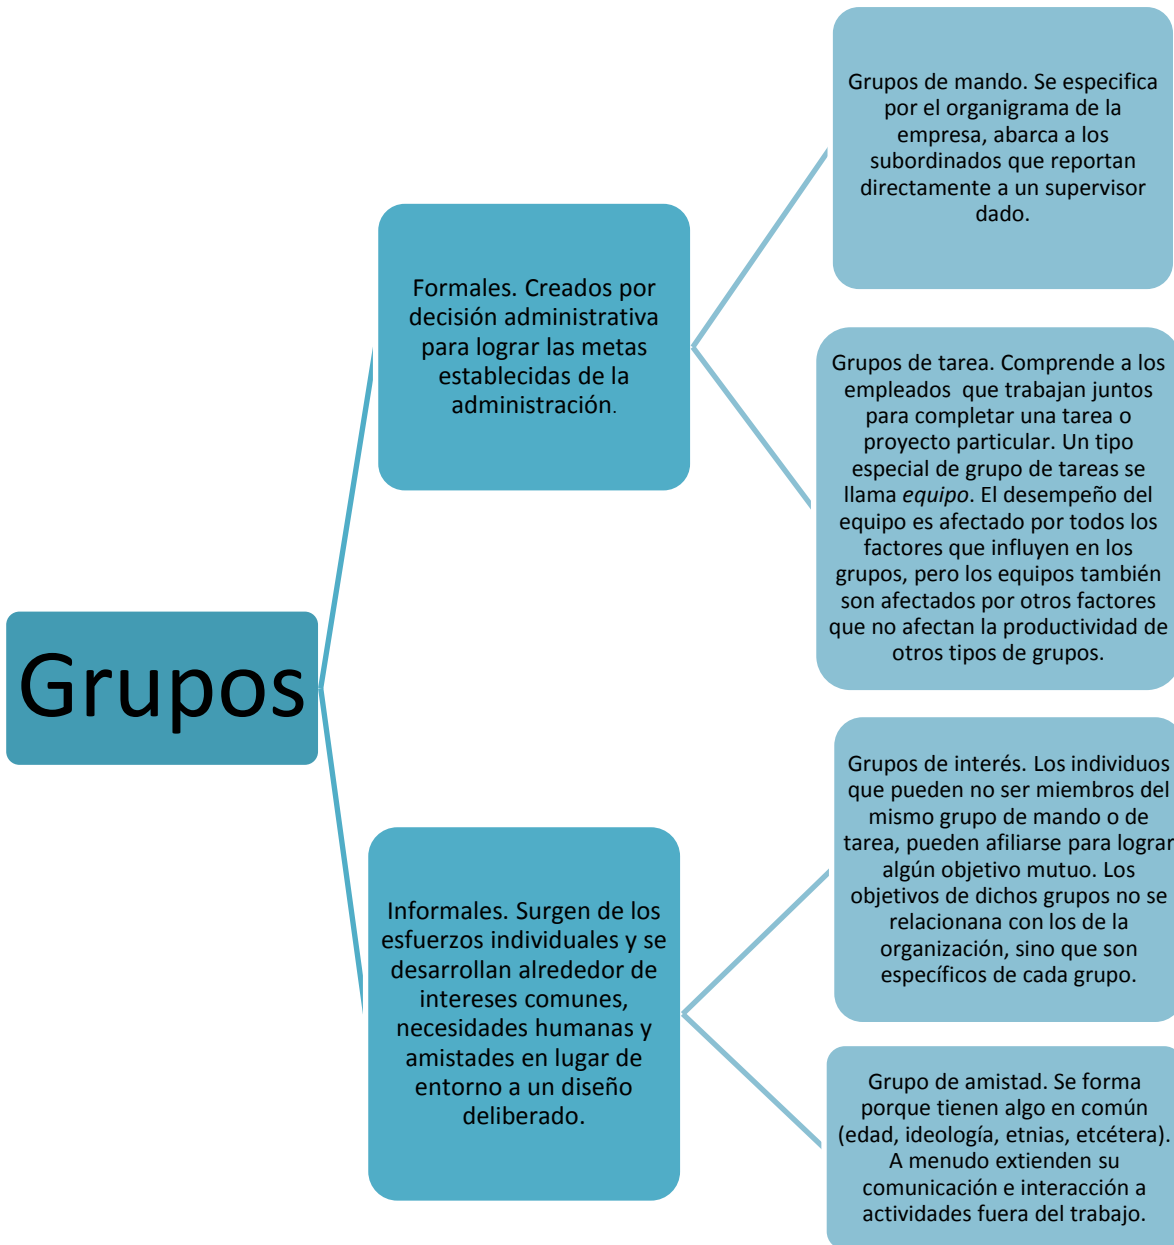 Grupos
Formales. Creados por
decisión administrativa
para lograr las metas
establecidas de la
administración.
Grupos de mando. Se especifica
por el organigrama de la
empresa, abarca a los
subordinados que reportan
directamente a un supervisor
dado.
Grupos de tarea. Comprende a los
empleados  que trabajan juntos
para completar una tarea o
proyecto particular. Un tipo
especial de grupo de tareas se
llama equipo. El desempeño del
equipo es afectado por todos los
factores que influyen en los
grupos, pero los equipos también
son afectados por otros factores
que no afectan la productividad de
otros tipos de grupos.
Informales. Surgen de los
esfuerzos individuales y se
desarrollan alrededor de
intereses comunes,
necesidades humanas y
amistades en lugar de
entorno a un diseño
deliberado.
Grupos de interés. Los individuos
que pueden no ser miembros del
mismo grupo de mando o de
tarea, pueden afiliarse para lograr
algún objetivo mutuo. Los
objetivos de dichos grupos no se
relacionana con los de la
organización, sino que son
específicos de cada grupo.
Grupo de amistad. Se forma
porque tienen algo en común
(edad, ideología, etnias, etcétera).
A menudo extienden su
comunicación e interacción a
actividades fuera del trabajo.